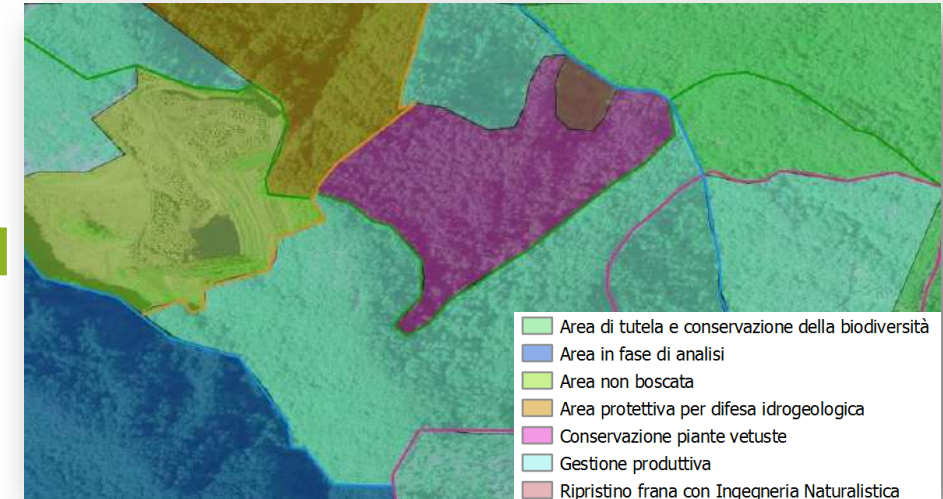 Area di tutela e conservazione della biodiversità
Area in fase di analisi
Area non boscata
Area protettiva per difesa idrogeologica
Conservazione piante vetuste
Gestione produttiva
Ripristino frana con Ingegneria Naturalistica